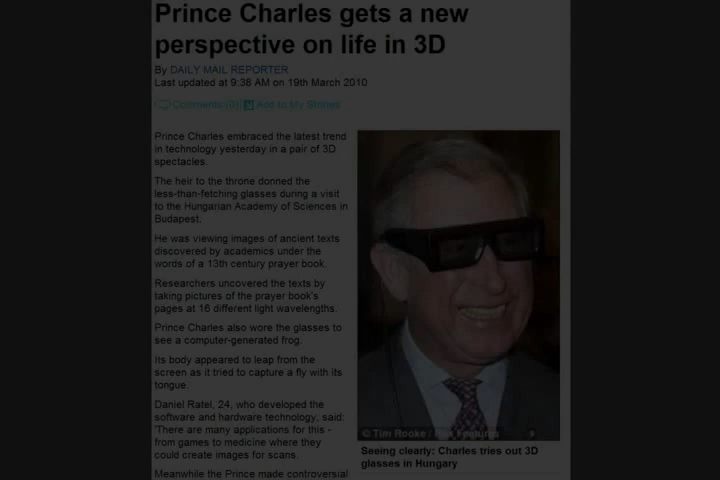 Prince Charles gets a new
perspective on life in 3D
By DAILY MAIL REPORTER
Last updated at 9:38 AM on 19th March 2010
Comments (0) Add to My Stories
Prince Charles embraced the latest trend
in technology yesterday in a pair of 3D
spectacles.
The heir to the throne donned the
less-than-fetching glasses during a visit
to the Hungarian Academy of Sciences in
Budapest.
He was viewing images of ancient texts
discovered by academics under the
words of a 13th century prayer book.
Researchers uncovered the texts by
taking pictures of the prayer book's
pages at 16 different light wavelengths.
Prince Charles also wore the glasses to
see a computer-generated frog.
Its body appeared to leap from the
screen as it tried to capture a fly with its
tongue.
Daniel Ratel, 24, who developed the
software and hardware technology, said:
'There are many applications for this -
from games to medicine where they
could create images for scans.
Meanwhile the Prince made controversial
© Tim Rooke / Rex Features
Seeing clearly: Charles tries out 3D
glasses in Hungary